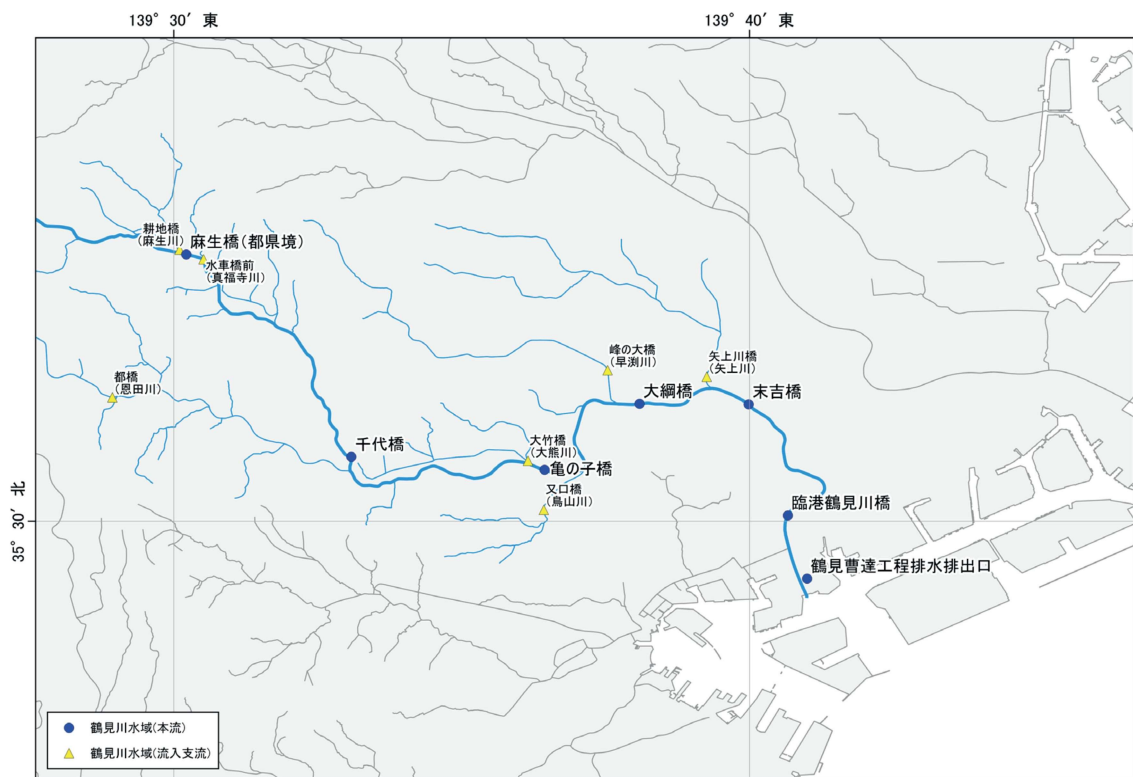 139° 30′ 東
139° 40′ 東
耕地橋
(麻生川)
麻生橋(都県境)
水車橋前
(真福寺川)
都橋
(恩田川)
峰の大橋
(早渕川)
矢上川橋
(矢上川)
大綱橋
末吉橋
千代橋
大竹橋
(大熊川)
亀の子橋
又口橋
(鳥山川)
臨港鶴見川橋
35° 30′ 北
鶴見曹達工程排水排出口
鶴見川水域(本流)
鶴見川水域(流入支流)